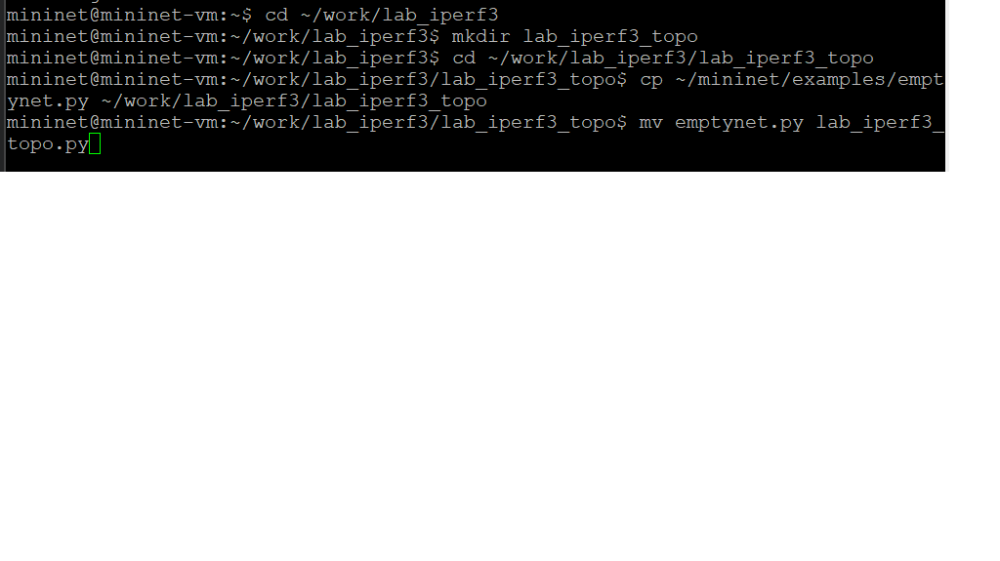 mininet@mininet-vm:~$ cd ~/work/lab_iperf3
mininet@mininet-vm:~/work/lab_iperf3$ mkdir lab_iperf3_topo
mininet@mininet-vm:~/work/lab_iperf3$ cd ~/work/lab_iperf3/lab_iperf3_topo
mininet@mininet-vm:~/work/lab_iperf3/lab_iperf3_topo$ cp ~/mininet/examples/empt
ynet.py ~/work/lab_iperf3/lab_iperf3_topo
mininet@mininet-vm:~/work/lab_iperf3/lab_iperf3_topo$ mv emptynet.py lab_iperf3_
topo.py